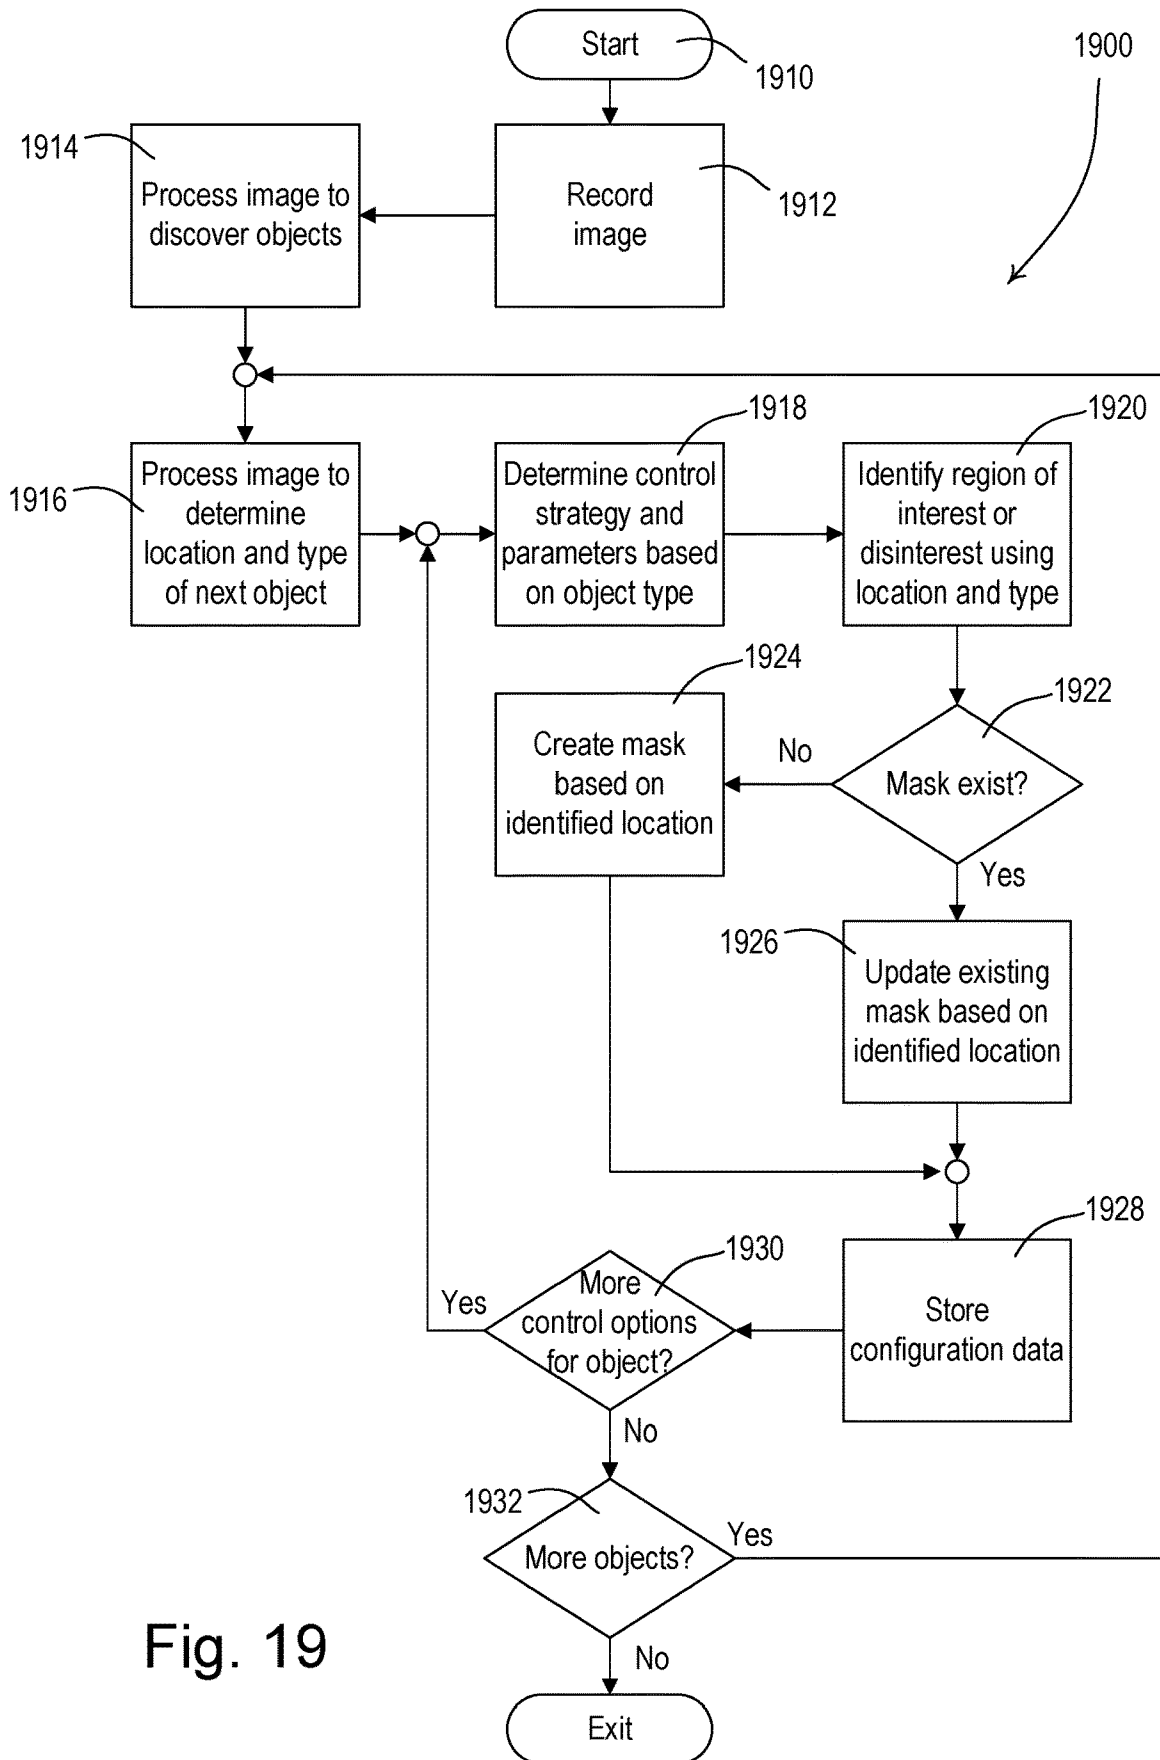 Start
1910
1900
1914
Process image to
discover objects
Record
image
1912
1916
Process image to
determine
location and type
of next object
1918
Determine control
strategy and
parameters based
on object type
1920
Identify region of
interest or
disinterest using
location and type
1924
Create mask
based on
identified location
No
1922
Mask exist?
Yes
1926
Update existing
mask based on
identified location
1928
Store
configuration data
1930
More
control options
for object?
Yes
No
1932
More objects?
Yes
No
Exit
Fig. 19